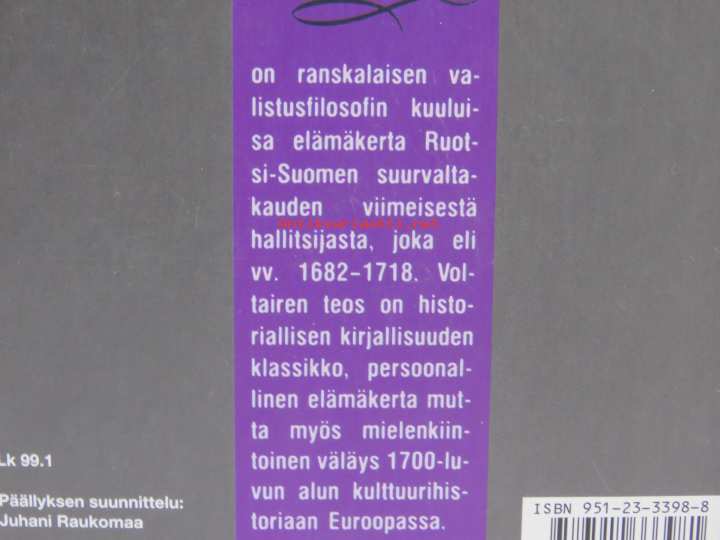 on ranskalaisen va-
listusfilosofin kuului-
sa elämäkerta Ruot-
si-Suomen suurvalta-
kauden viimeisestä
hallitsijasta, joka eli
vv. 1682–1718. Vol-
tairen teos on histo-
riallisen kirjallisuuden
klassikko, persoonal-
linen elämäkerta mut-
ta myös mielenkiin-
toinen väläys 1700-lu-
vun alun kulttuurihis-
toriaan Euroopassa.
Lk 99.1
Päällyksen suunnittelu:
Juhani Raukomaa
ISBN 951-23-3398-8